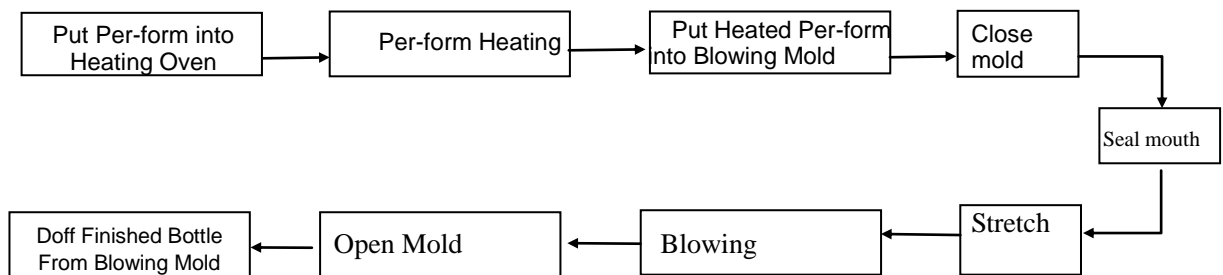 Put Per-form into
Heating Oven
Per-form Heating
Put Heated Per-form
into Blowing Mold
Close
mold
Seal mouth
Stretch
Blowing
Open Mold
Doff Finished Bottle
From Blowing Mold